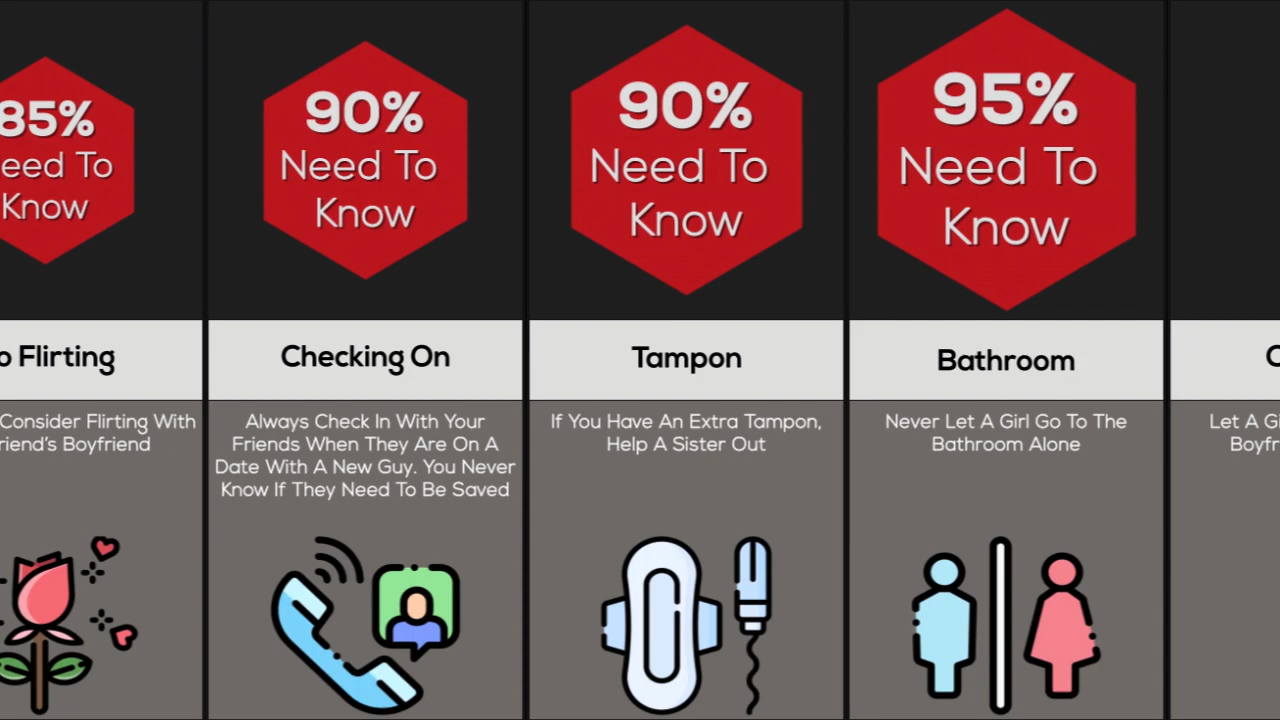 85%
eed To
Know
o Flirting
Consider Flirting With
riend's Boyfriend
90%
Need To
Know
Checking On
Always Check In With Your
Friends When They Are On A
Date With A New Guy. You Never
Know If They Need To Be Saved
90%
Need To
Know
Tampon
If You Have An Extra Tampon,
Help A Sister Out
95%
Need To
Know
Bathroom
Never Let A Girl Go To The
Bathroom Alone
Let A Gi
Boyfr